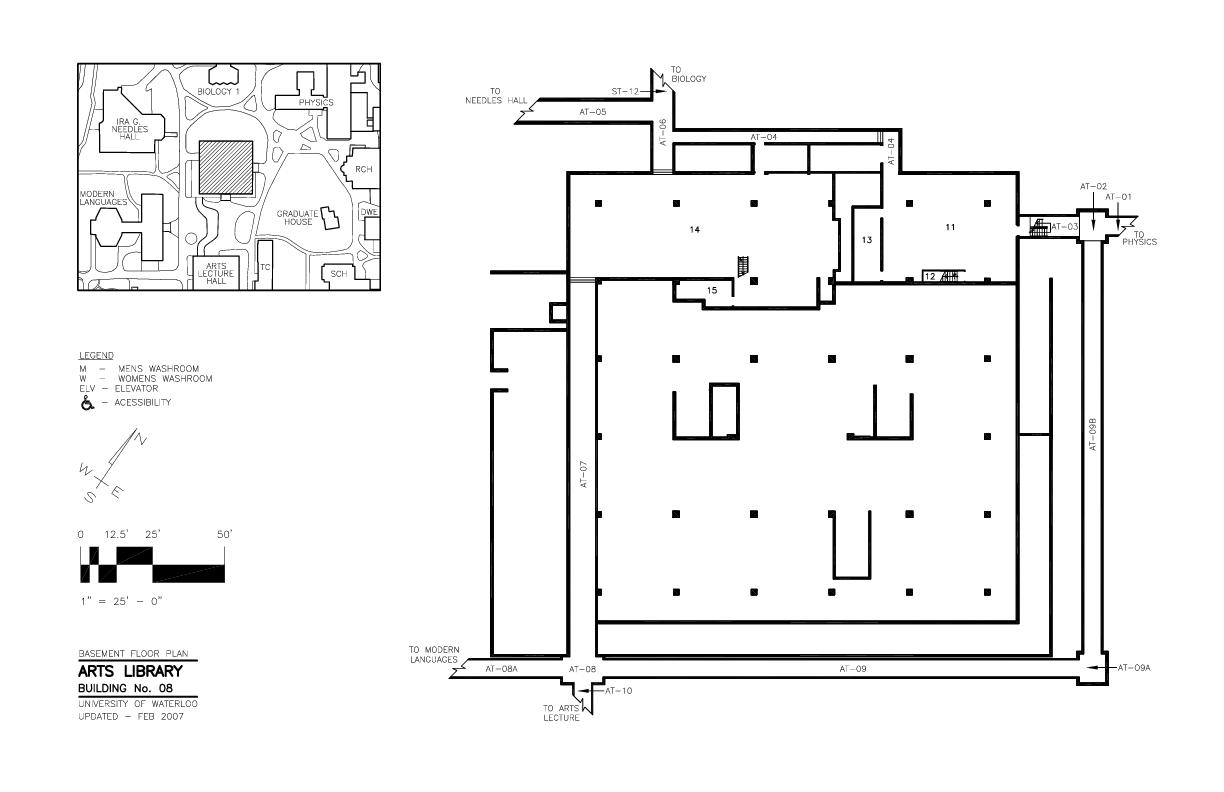 BIOLOGY 1
PHYSICS
IRA G.
NEEDLES
HALL
RCH
MODERN
LANGUAGES
GRADUATE
HOUSE
DWE
ARTS
LECTURE
HALL
TC
SCH
LEGEND
M – MENS WASHROOM
W – WOMENS WASHROOM
ELV – ELEVATOR
– ACESSIBILITY
N
W
S
E
0 12.5' 25' 50'
1" = 25' – 0"
BASEMENT FLOOR PLAN
ARTS LIBRARY
BUILDING No. 08
UNIVERSITY OF WATERLOO
UPDATED – FEB 2007
TO
BIOLOGY
TO
NEEDLES HALL
ST-12
AT-05
AT-06
AT-04
AT-04
AT-02
AT-01
AT-03
TO
PHYSICS
14
13
11
12
15
AT-07
AT-09B
TO MODERN
LANGUAGES
AT-08A
AT-08
AT-09
AT-09A
AT-10
TO ARTS
LECTURE